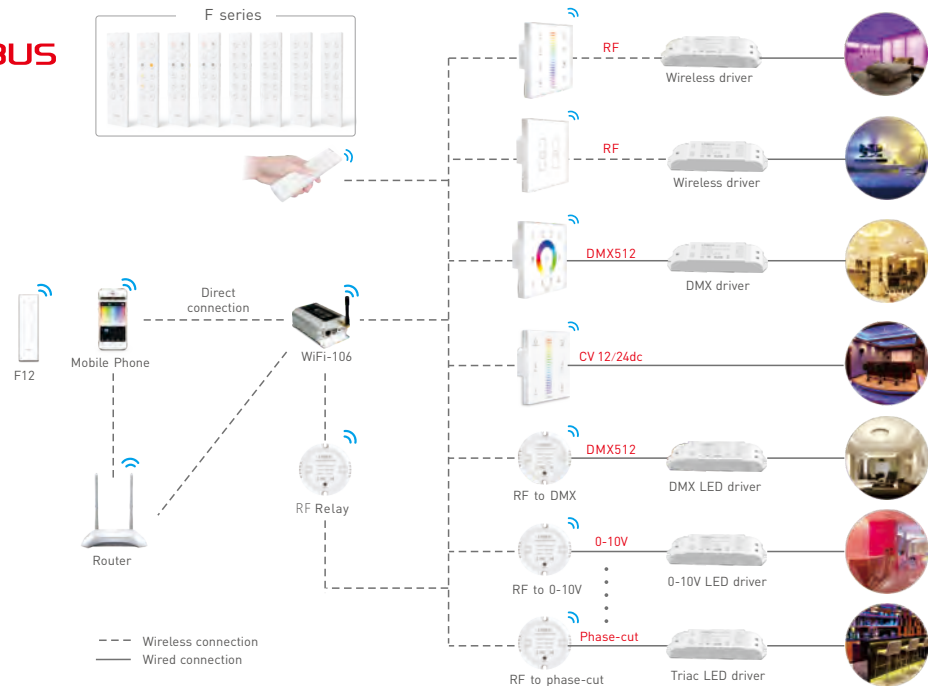 F series
BUS
RF
Wireless driver
RF
Wireless driver
DMX512
DMX driver
Direct
connection
F12
Mobile Phone
WiFi-106
CV 12/24dc
DMX512
RF to DMX
DMX LED driver
RF Relay
Router
0-10V
RF to 0-10V
0-10V LED driver
Phase-cut
RF to phase-cut
Triac LED driver
Wireless connection
Wired connection